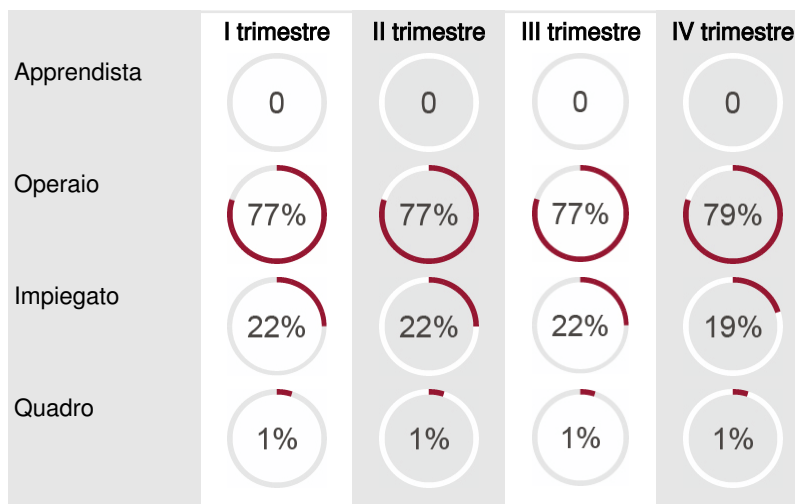 I trimestre II trimestre III trimestre IV trimestre
Apprendista 0 0 0 0
Operaio 77% 77% 77% 79%
Impiegato 22% 22% 22% 19%
Quadro 1% 1% 1% 1%